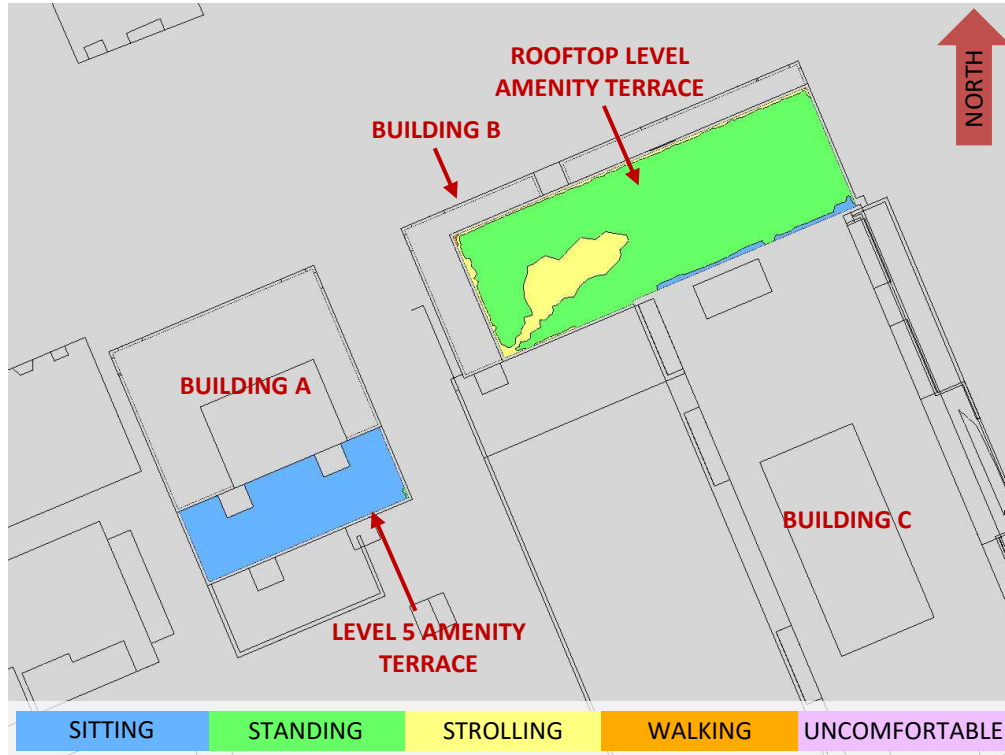 ROOFTOP LEVEL
AMENITY TERRACE
NORTH
BUILDING B
BUILDING A
BUILDING C
LEVEL 5 AMENITY
TERRACE
SITTING
STANDING
STROLLING
WALKING
UNCOMFORTABLE